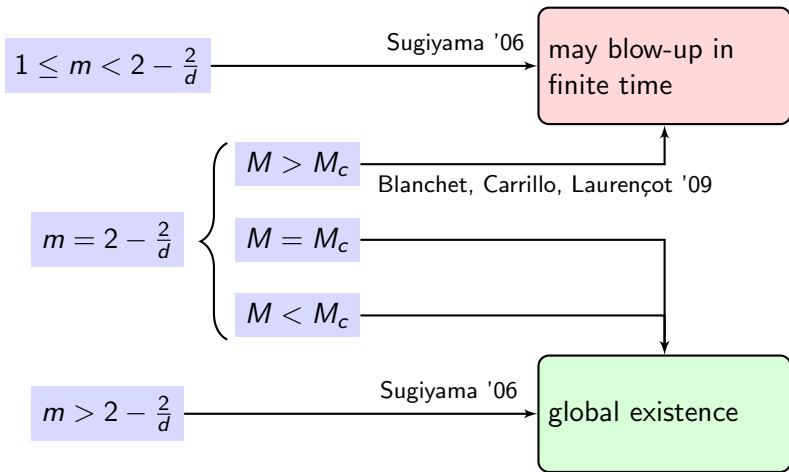 Sugiyama '06
1 ≤ m < 2 − 2/d
may blow-up in
finite time
M > M_c
Blanchet, Carrillo, Laurençot '09
m = 2 − 2/d
M = M_c
M < M_c
Sugiyama '06
m > 2 − 2/d
global existence